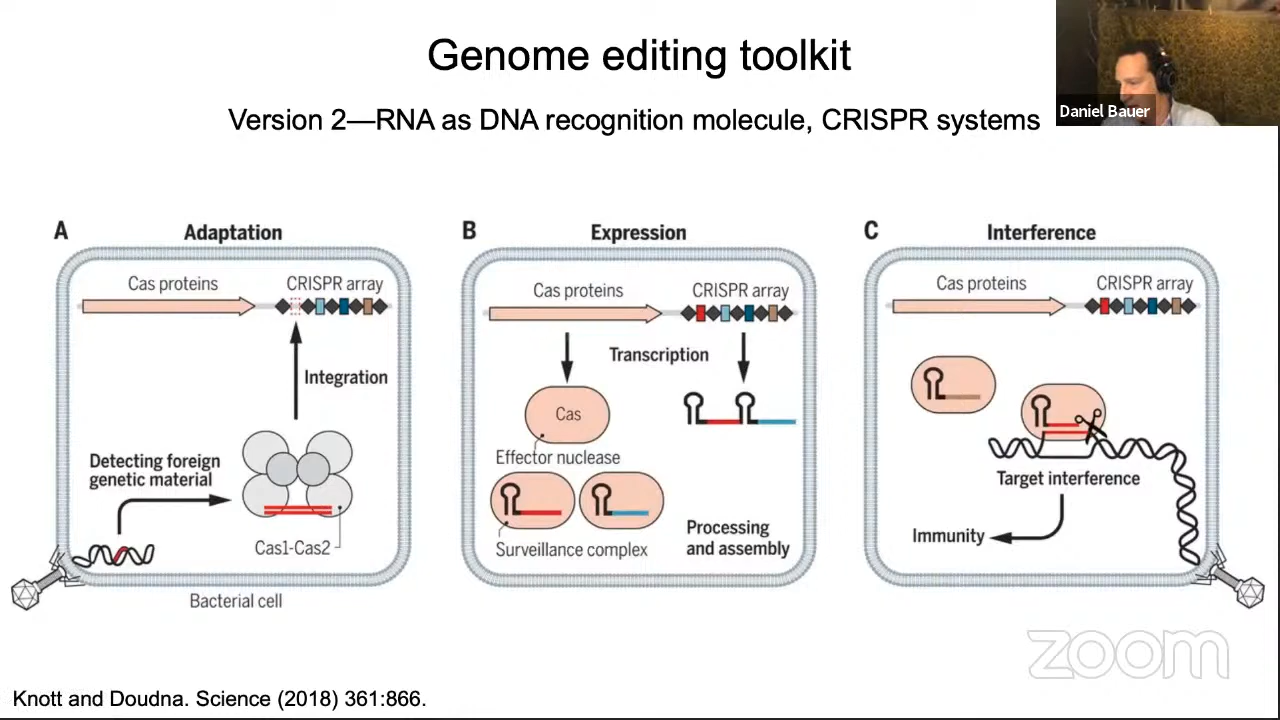 Genome editing toolkit
Version 2—RNA as DNA recognition molecule, CRISPR systems
Daniel Bauer
A
Adaptation
Cas proteins
CRISPR array
Integration
Detecting foreign
genetic material
Cas1-Cas2
Bacterial cell
B
Expression
Cas proteins
CRISPR array
Transcription
Cas
Effector nuclease
Surveillance complex
Processing
and assembly
C
Interference
Cas proteins
CRISPR array
Target interference
Immunity
zoom
Knott and Doudna. Science (2018) 361:866.